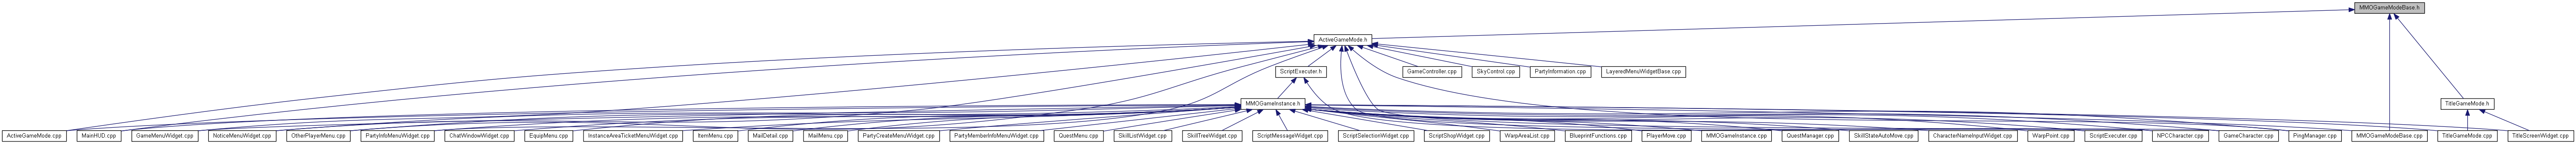 MMOGameModeBase.h
ActiveGameMode.h
ScriptExecuter.h
GameController.cpp
SkyControl.cpp
PartyInformation.cpp
LayeredMenuWidgetBase.cpp
MMOGameInstance.h
TitleGameMode.h
ActiveGameMode.cpp
MainHUD.cpp
GameMenuWidget.cpp
NoticeMenuWidget.cpp
OtherPlayerMenu.cpp
PartyInfoMenuWidget.cpp
ChatWindowWidget.cpp
EquipMenu.cpp
InstanceAreaTicketMenuWidget.cpp
ItemMenu.cpp
MailDetail.cpp
MailMenu.cpp
PartyCreateMenuWidget.cpp
PartyMemberInfoMenuWidget.cpp
QuestMenu.cpp
SkillListWidget.cpp
SkillTreeWidget.cpp
ScriptMessageWidget.cpp
ScriptSelectionWidget.cpp
ScriptShopWidget.cpp
WarpAreaList.cpp
BlueprintFunctions.cpp
PlayerMove.cpp
MMOGameInstance.cpp
QuestManager.cpp
SkillStateAutoMove.cpp
CharacterNameInputWidget.cpp
WarpPoint.cpp
ScriptExecuter.cpp
NPCCharacter.cpp
GameCharacter.cpp
PingManager.cpp
MMOGameModeBase.cpp
TitleGameMode.cpp
TitleScreenWidget.cpp